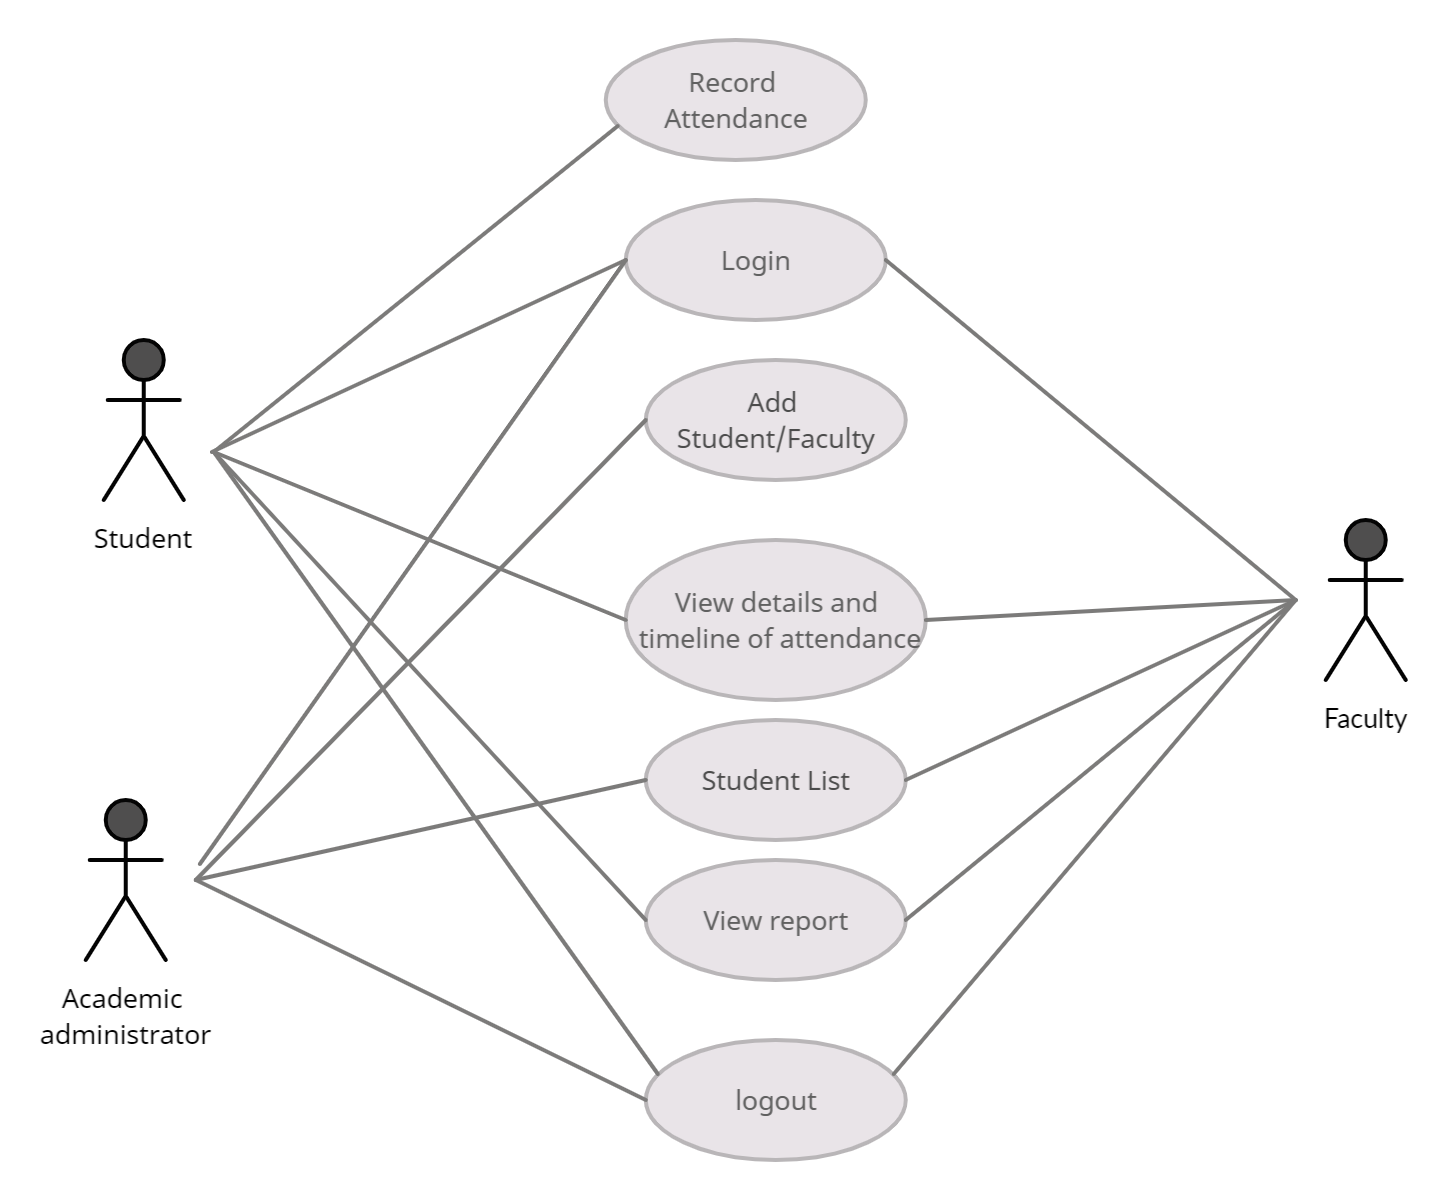 Record
Attendance
Login
Add
Student/Faculty
Student
View details and
timeline of attendance
Faculty
Student List
View report
Academic
administrator
logout